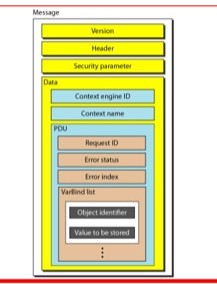 Message
Version
Header
Security parameter
Data
Context engine ID
Context name
PDU
Request ID
Error status
Error index
VarBind list
Object identifier
Value to be stored